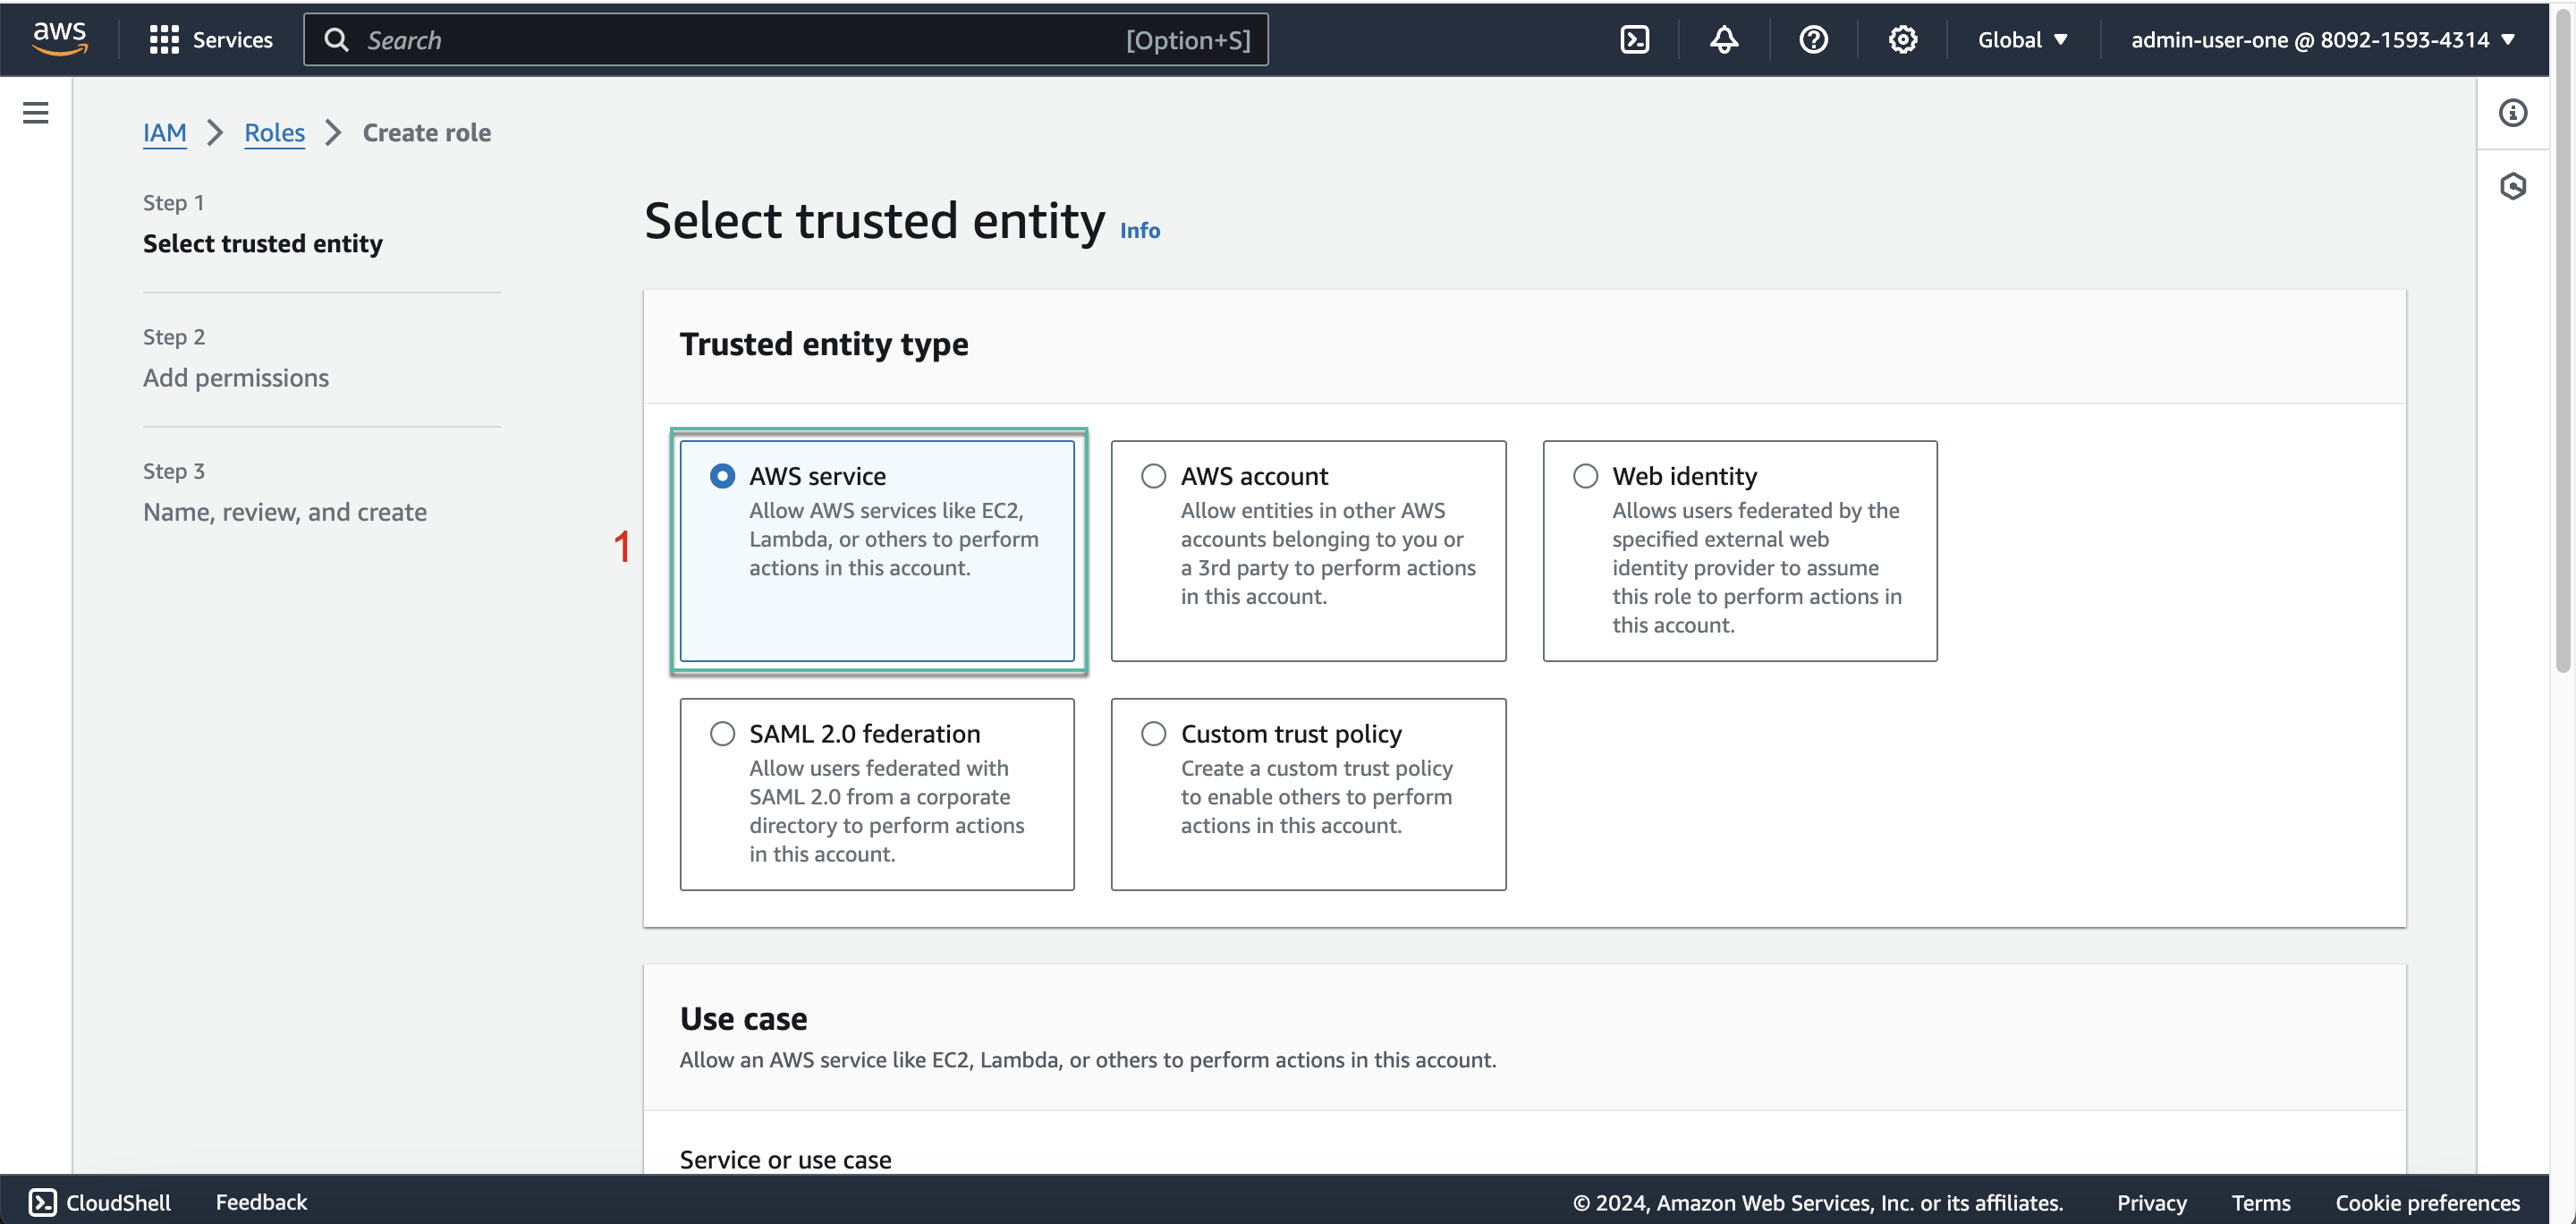 aws
Services
Search
[Option+S]
Global
admin-user-one @ 8092-1593-4314
IAM
Roles
Create role
Step 1
Select trusted entity
Step 2
Add permissions
Step 3
Name, review, and create
Select trusted entity Info
Trusted entity type
1
AWS service
Allow AWS services like EC2,
Lambda, or others to perform
actions in this account.
AWS account
Allow entities in other AWS
accounts belonging to you or
a 3rd party to perform actions
in this account.
Web identity
Allows users federated by the
specified external web
identity provider to assume
this role to perform actions in
this account.
SAML 2.0 federation
Allow users federated with
SAML 2.0 from a corporate
directory to perform actions
in this account.
Custom trust policy
Create a custom trust policy
to enable others to perform
actions in this account.
Use case
Allow an AWS service like EC2, Lambda, or others to perform actions in this account.
Service or use case
CloudShell
Feedback
© 2024, Amazon Web Services, Inc. or its affiliates.
Privacy
Terms
Cookie preferences